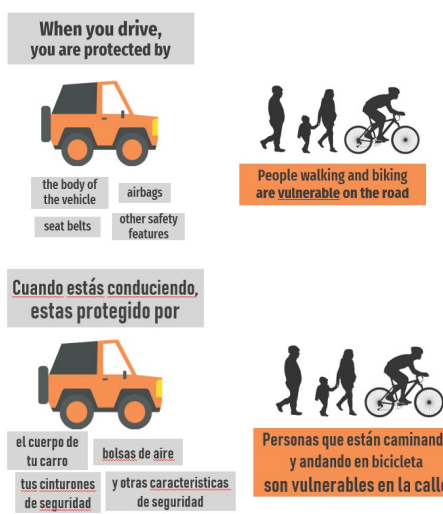 When you drive,
you are protected by
the body of
the vehicle
airbags
seat belts
other safety
features
People walking and biking
are vulnerable on the road
Cuando estás conduciendo,
estas protegido por
el cuerpo de
tu carro
bolsas de aire
tus cinturones
de seguridad
y otras caracteristicas
de seguridad
Personas que están caminand
y andando en bicicleta
son vulnerables en la calle